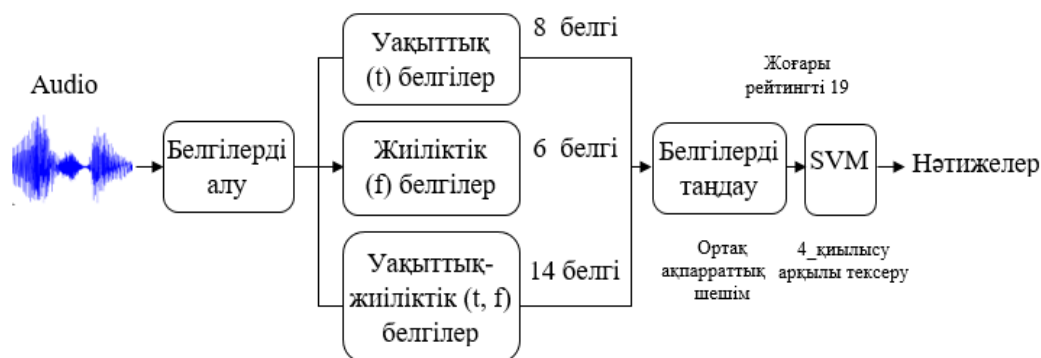 Audio
Белгілерді
алу
Уақыттық
(t) белгілер
8 белгі
Жиіліктік
(f) белгілер
6 белгі
Уақыттық-
жиіліктік (t, f)
белгілер
14 белгі
Белгілерді
таңдау
Жоғары
рейтингті 19
SVM
Нәтижелер
Ортақ
ақпарраттық
шешім
4_қиылысу
арқылы тексеру